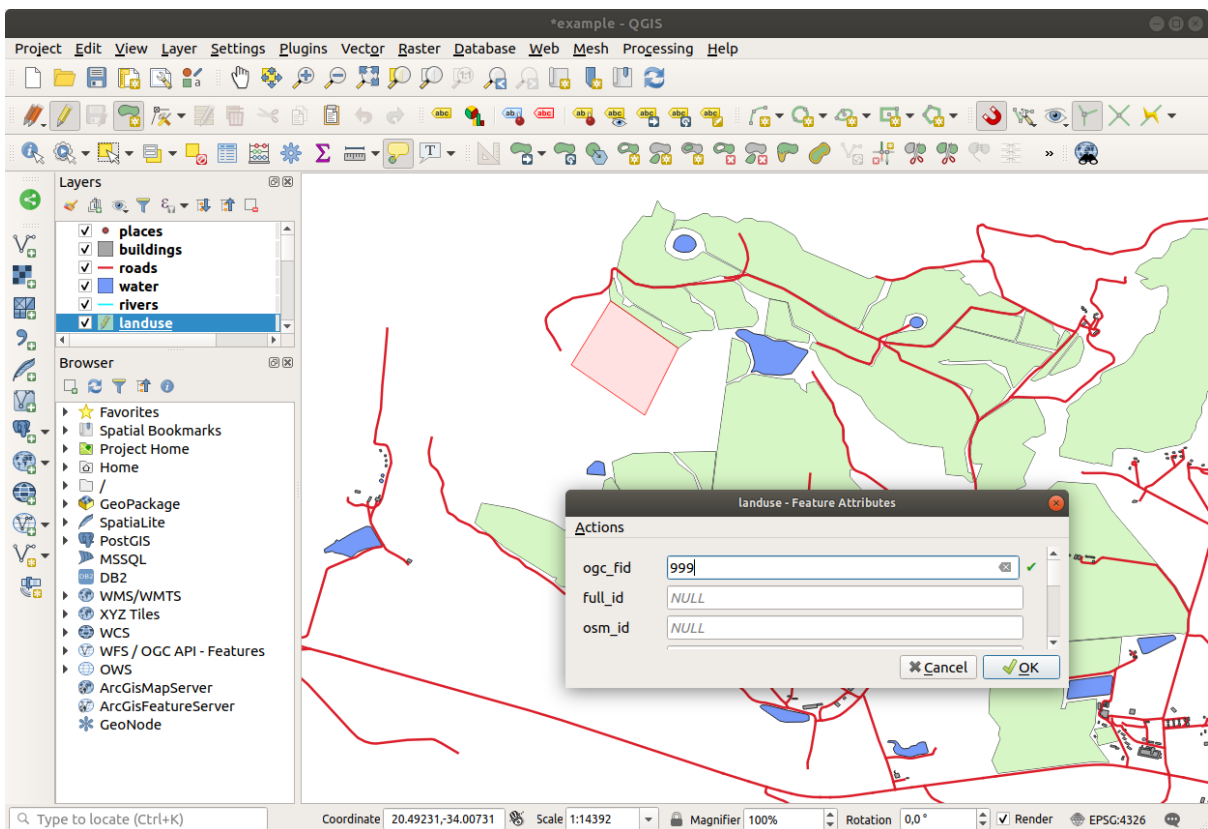 *example - QGIS
Project Edit View Layer Settings Plugins Vector Raster Database Web Mesh Processing Help
Layers
places
buildings
roads
water
rivers
landuse
Browser
Favorites
Spatial Bookmarks
Project Home
Home
/
GeoPackage
SpatiaLite
PostGIS
MSSQL
DB2
WMS/WMTS
XYZ Tiles
WCS
WFS / OGC API - Features
OWS
ArcGisMapServer
ArcGisFeatureServer
GeoNode
landuse - Feature Attributes
Actions
ogc_fid 999
full_id NULL
osm_id NULL
Cancel OK
Type to locate (Ctrl+K) Coordinate 20.49231,-34.00731 Scale 1:14392 Magnifier 100% Rotation 0,0 ° Render EPSG:4326